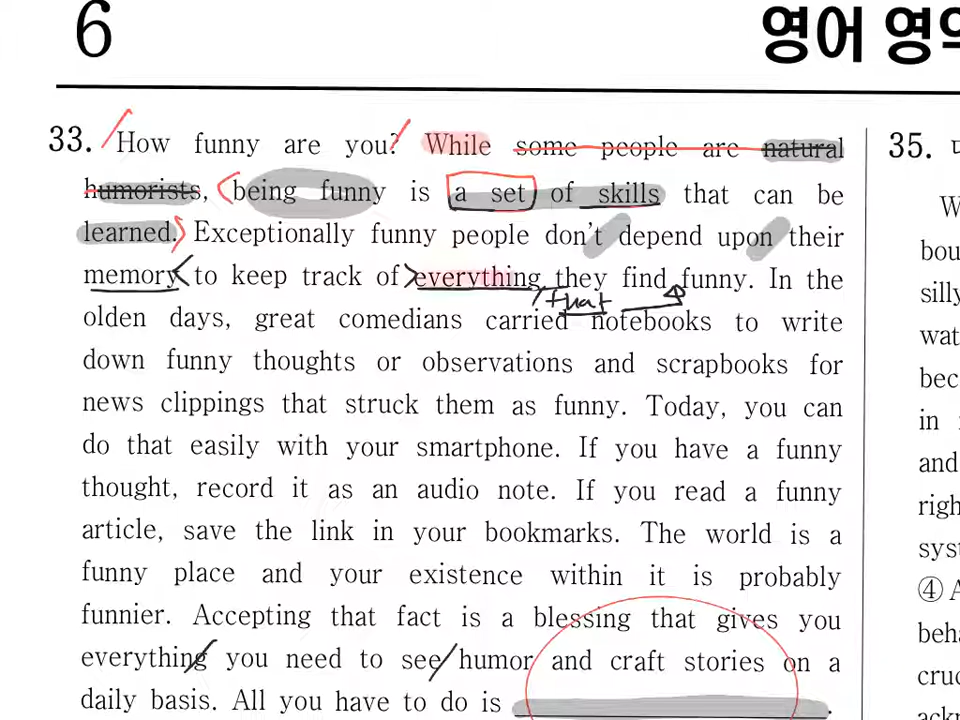 6
영어 영역
33. How funny are you? While some people are natural
humorists, being funny is a set of skills that can be
learned. Exceptionally funny people don't depend upon their
memory to keep track of everything they find funny. In the
that
olden days, great comedians carried notebooks to write
down funny thoughts or observations and scrapbooks for
news clippings that struck them as funny. Today, you can
do that easily with your smartphone. If you have a funny
thought, record it as an audio note. If you read a funny
article, save the link in your bookmarks. The world is a
funny place and your existence within it is probably
funnier. Accepting that fact is a blessing that gives you
everything you need to see humor and craft stories on a
daily basis. All you have to do is .
35.
W
bou
silly
wat
bec
in
and
righ
syst
④ A
beha
cruc
ackn